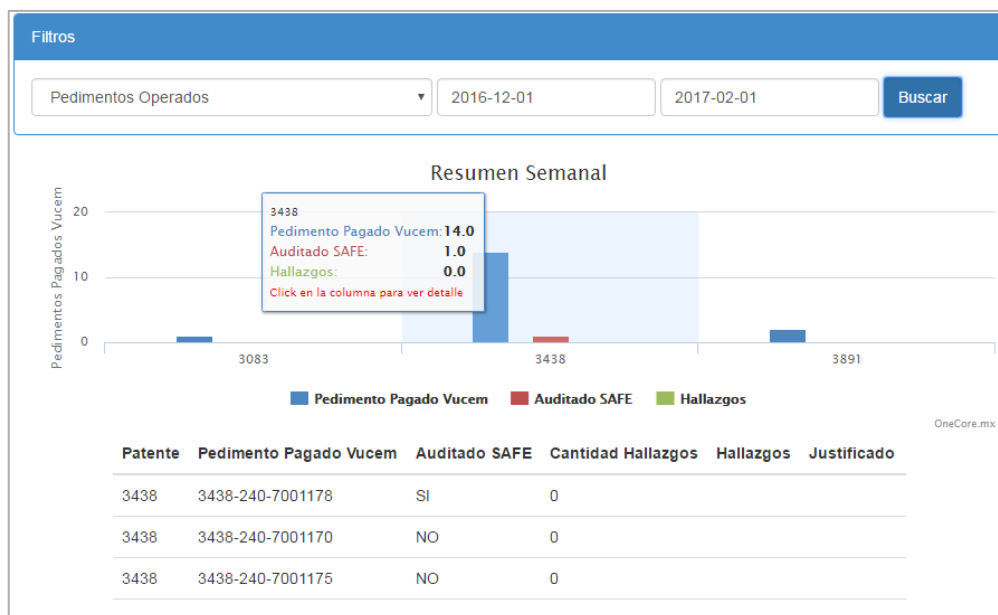 Filtros
Pedimentos Operados 2016-12-01 2017-02-01 Buscar
Resumen Semanal
Pedimentos Pagados Vucem
20
10
0
3438
Pedimento Pagado Vucem: 14.0
Auditado SAFE: 1.0
Hallazgos: 0.0
Click en la columna para ver detalle
3083 3438 3891
Pedimento Pagado Vucem Auditado SAFE Hallazgos
OneCore.mx
Patente Pedimento Pagado Vucem Auditado SAFE Cantidad Hallazgos Hallazgos Justificado
3438 3438-240-7001178 SI 0
3438 3438-240-7001170 NO 0
3438 3438-240-7001175 NO 0